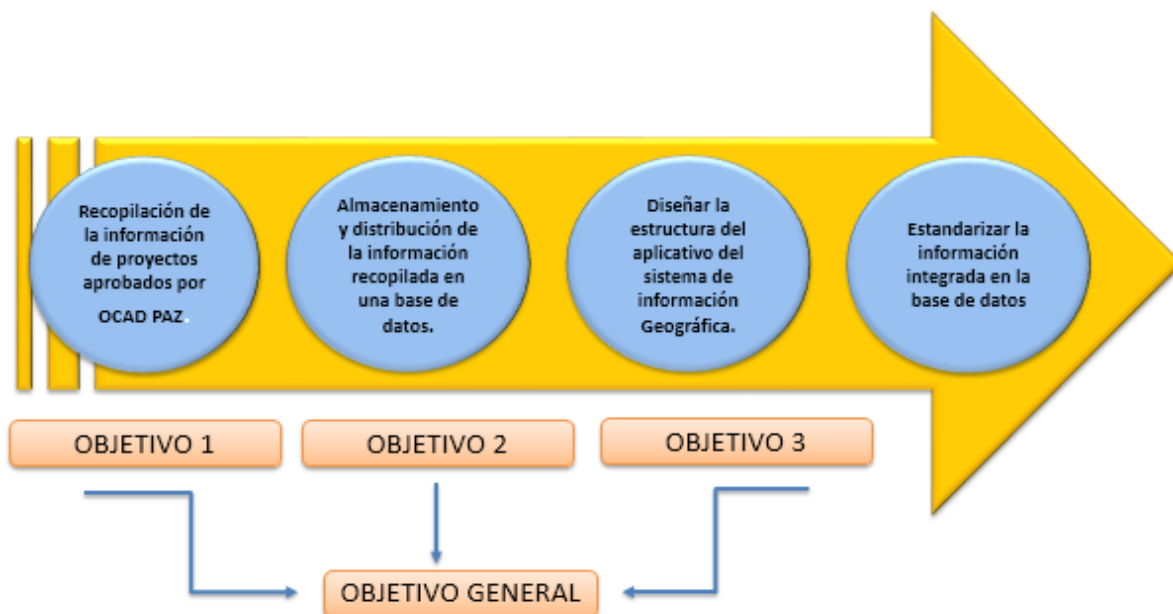 Recopilación de
la información
de proyectos
aprobados por
OCAD PAZ.
Almacenamiento
y distribución de
la información
recopilada en
una base de
datos.
Diseñar la
estructura del
aplicativo del
sistema de
información
Geográfica.
Estandarizar la
información
integrada en la
base de datos
OBJETIVO 1
OBJETIVO 2
OBJETIVO 3
OBJETIVO GENERAL